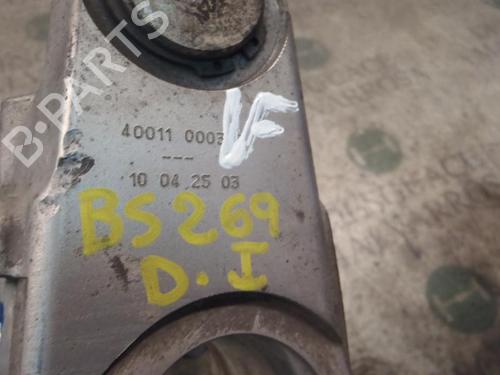 B-PARTS
40011 0003
VF
---
10 04 25 03
BS269
D.I